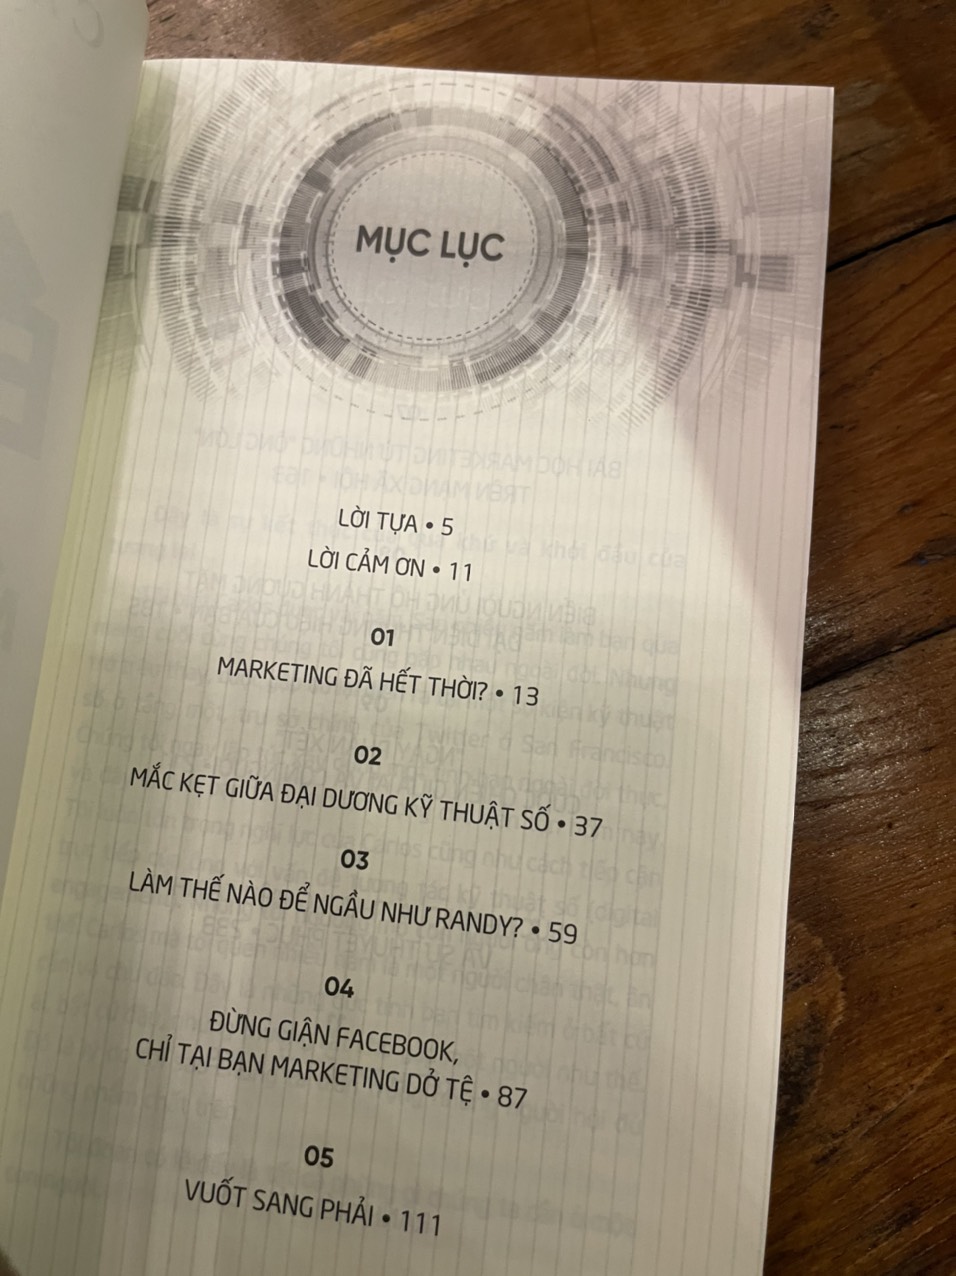 MỤC LỤC
LỜI TỰA • 5
LỜI CẢM ƠN • 11
01
MARKETING ĐÃ HẾT THỜI? • 13
02
MẮC KẸT GIỮA ĐẠI DƯƠNG KỸ THUẬT SỐ • 37
03
LÀM THẾ NÀO ĐỂ NGẦU NHƯ RANDY? • 59
04
ĐỪNG GIẬN FACEBOOK,
CHỈ TẠI BẠN MARKETING DỞ TỆ • 87
05
VUỐT SANG PHẢI • 111